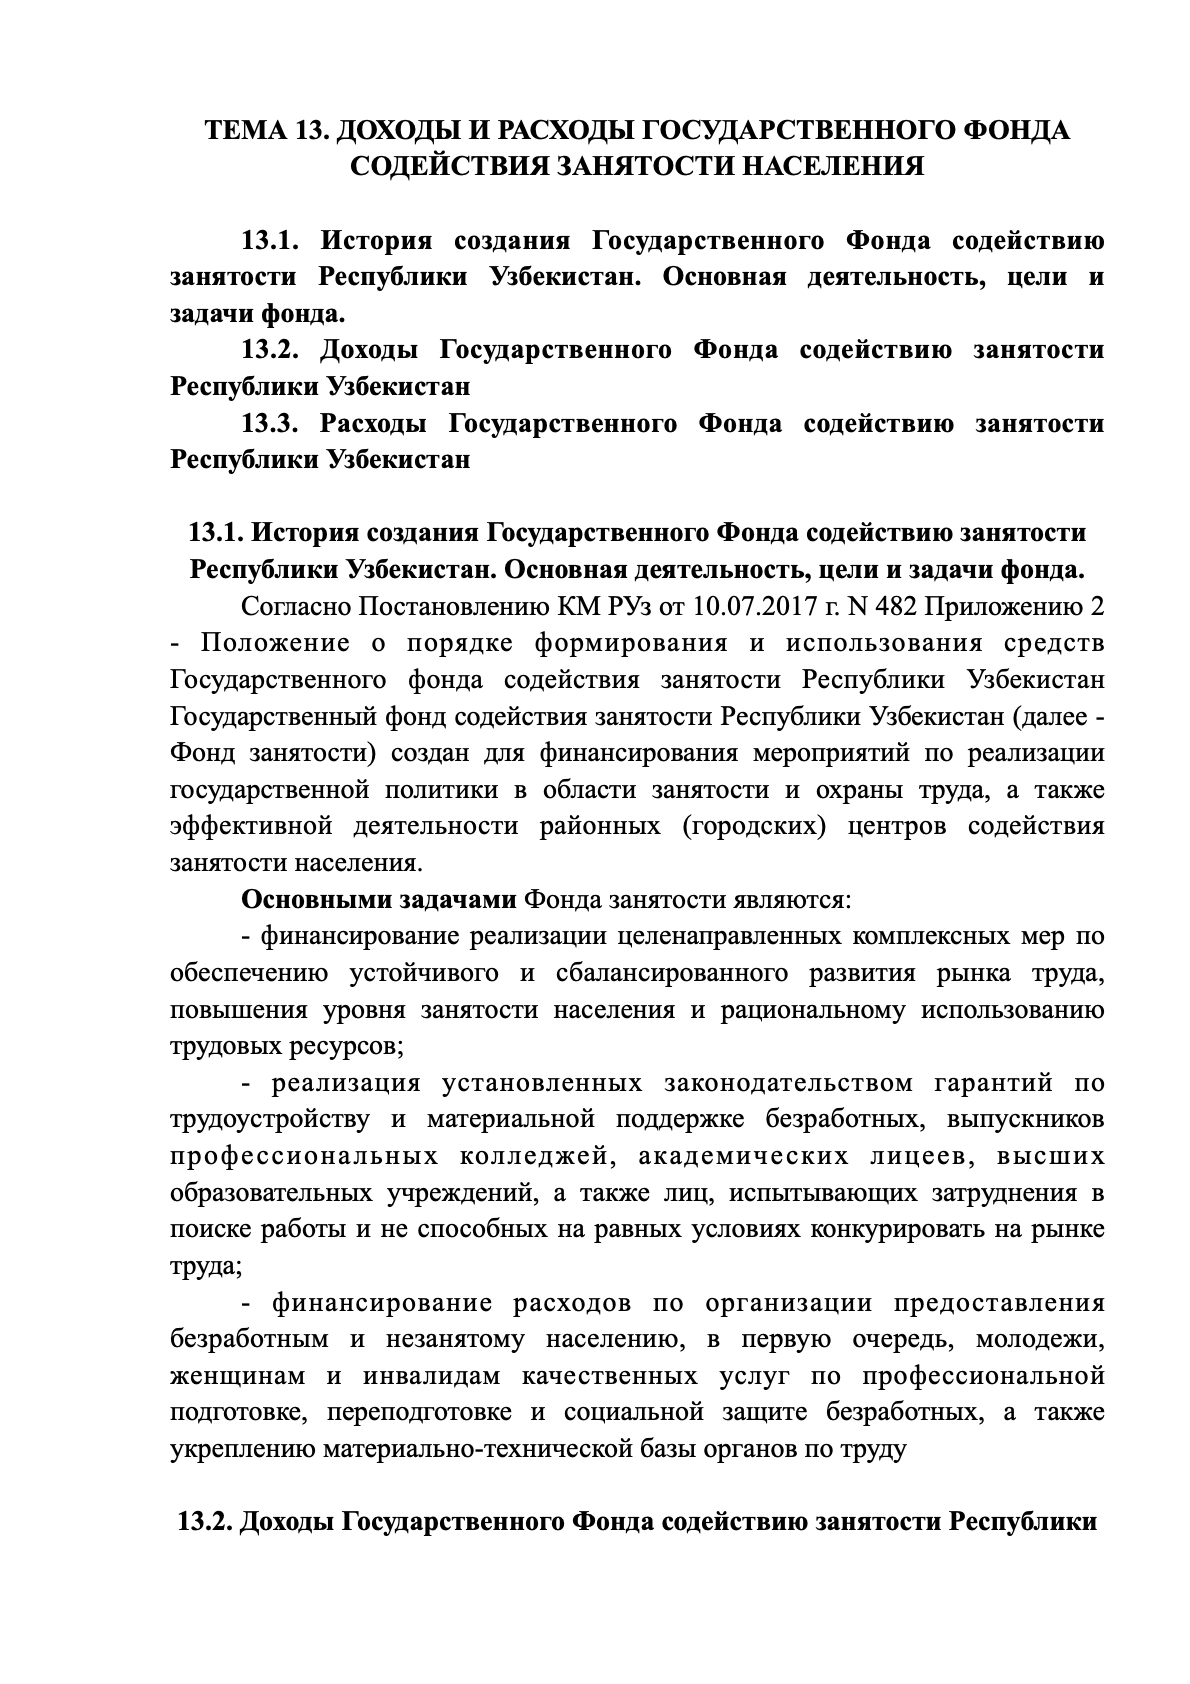 ТЕМА 13. ДОХОДЫ И РАСХОДЫ ГОСУДАРСТВЕННОГО ФОНДА
СОДЕЙСТВИЯ ЗАНЯТОСТИ НАСЕЛЕНИЯ
13.1. История создания Государственного Фонда содействию
занятости Республики Узбекистан. Основная деятельность, цели и
задачи фонда.
13.2. Доходы Государственного Фонда содействию занятости
Республики Узбекистан
13.3. Расходы Государственного Фонда содействию занятости
Республики Узбекистан
13.1. История создания Государственного Фонда содействию занятости
Республики Узбекистан. Основная деятельность, цели и задачи фонда.
Согласно Постановлению КМ РУз от 10.07.2017 г. N 482 Приложению 2
- Положение о порядке формирования и использования средств
Государственного фонда содействия занятости Республики Узбекистан
Государственный фонд содействия занятости Республики Узбекистан (далее -
Фонд занятости) создан для финансирования мероприятий по реализации
государственной политики в области занятости и охраны труда, а также
эффективной деятельности районных (городских) центров содействия
занятости населения.
Основными задачами Фонда занятости являются:
- финансирование реализации целенаправленных комплексных мер по
обеспечению устойчивого и сбалансированного развития рынка труда,
повышения уровня занятости населения и рациональному использованию
трудовых ресурсов;
- реализация установленных законодательством гарантий по
трудоустройству и материальной поддержке безработных, выпускников
профессиональных колледжей, академических лицеев, высших
образовательных учреждений, а также лиц, испытывающих затруднения в
поиске работы и не способных на равных условиях конкурировать на рынке
труда;
- финансирование расходов по организации предоставления
безработным и незанятому населению, в первую очередь, молодежи,
женщинам и инвалидам качественных услуг по профессиональной
подготовке, переподготовке и социальной защите безработных, а также
укреплению материально-технической базы органов по труду
13.2. Доходы Государственного Фонда содействию занятости Республики